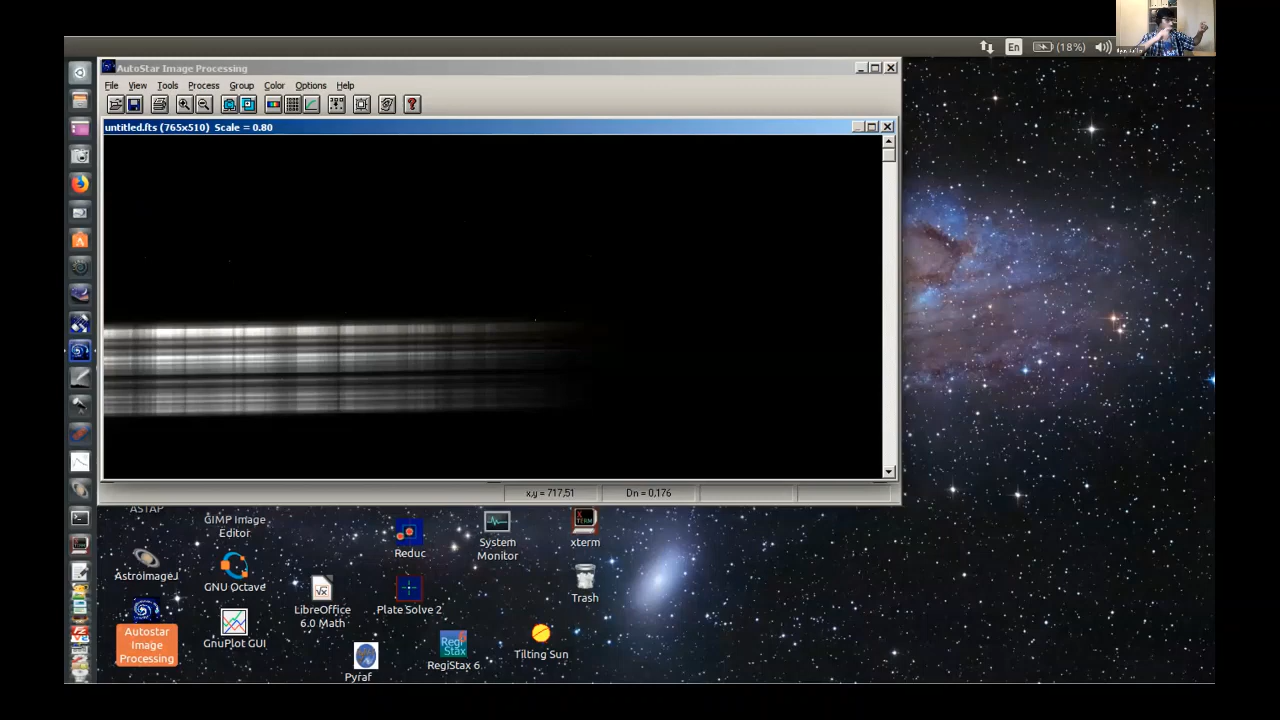 En
(18%)
AutoStar Image Processing
File View Tools Process Group Color Options Help
untitled.fts (765x510) Scale = 0.80
x,y = 717,51
Dn = 0,176
ASTAP
GIMP Image
Editor
System
Monitor
xterm
Reduc
AstroImageJ
GNU Octave
LibreOffice
6.0 Math
Plate Solve 2
Trash
Autostar
Image
Processing
GnuPlot GUI
Regi
Stax
RegiStax 6
Tilting Sun
Pyraf